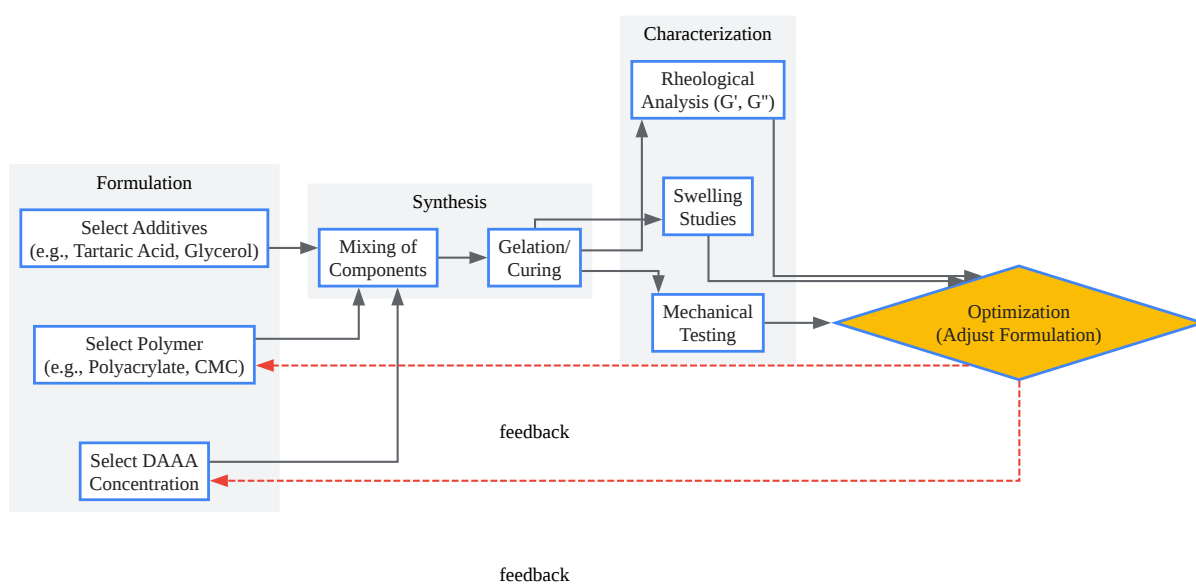 Characterization
Rheological
Analysis (G', G")
Formulation
Swelling
Studies
Synthesis
Select Additives
(e.g., Tartaric Acid, Glycerol)
Mixing of
Components
Gelation/
Curing
Mechanical
Testing
Optimization
(Adjust Formulation)
Select Polymer
(e.g., Polyacrylate, CMC)
feedback
Select DAAA
Concentration
feedback